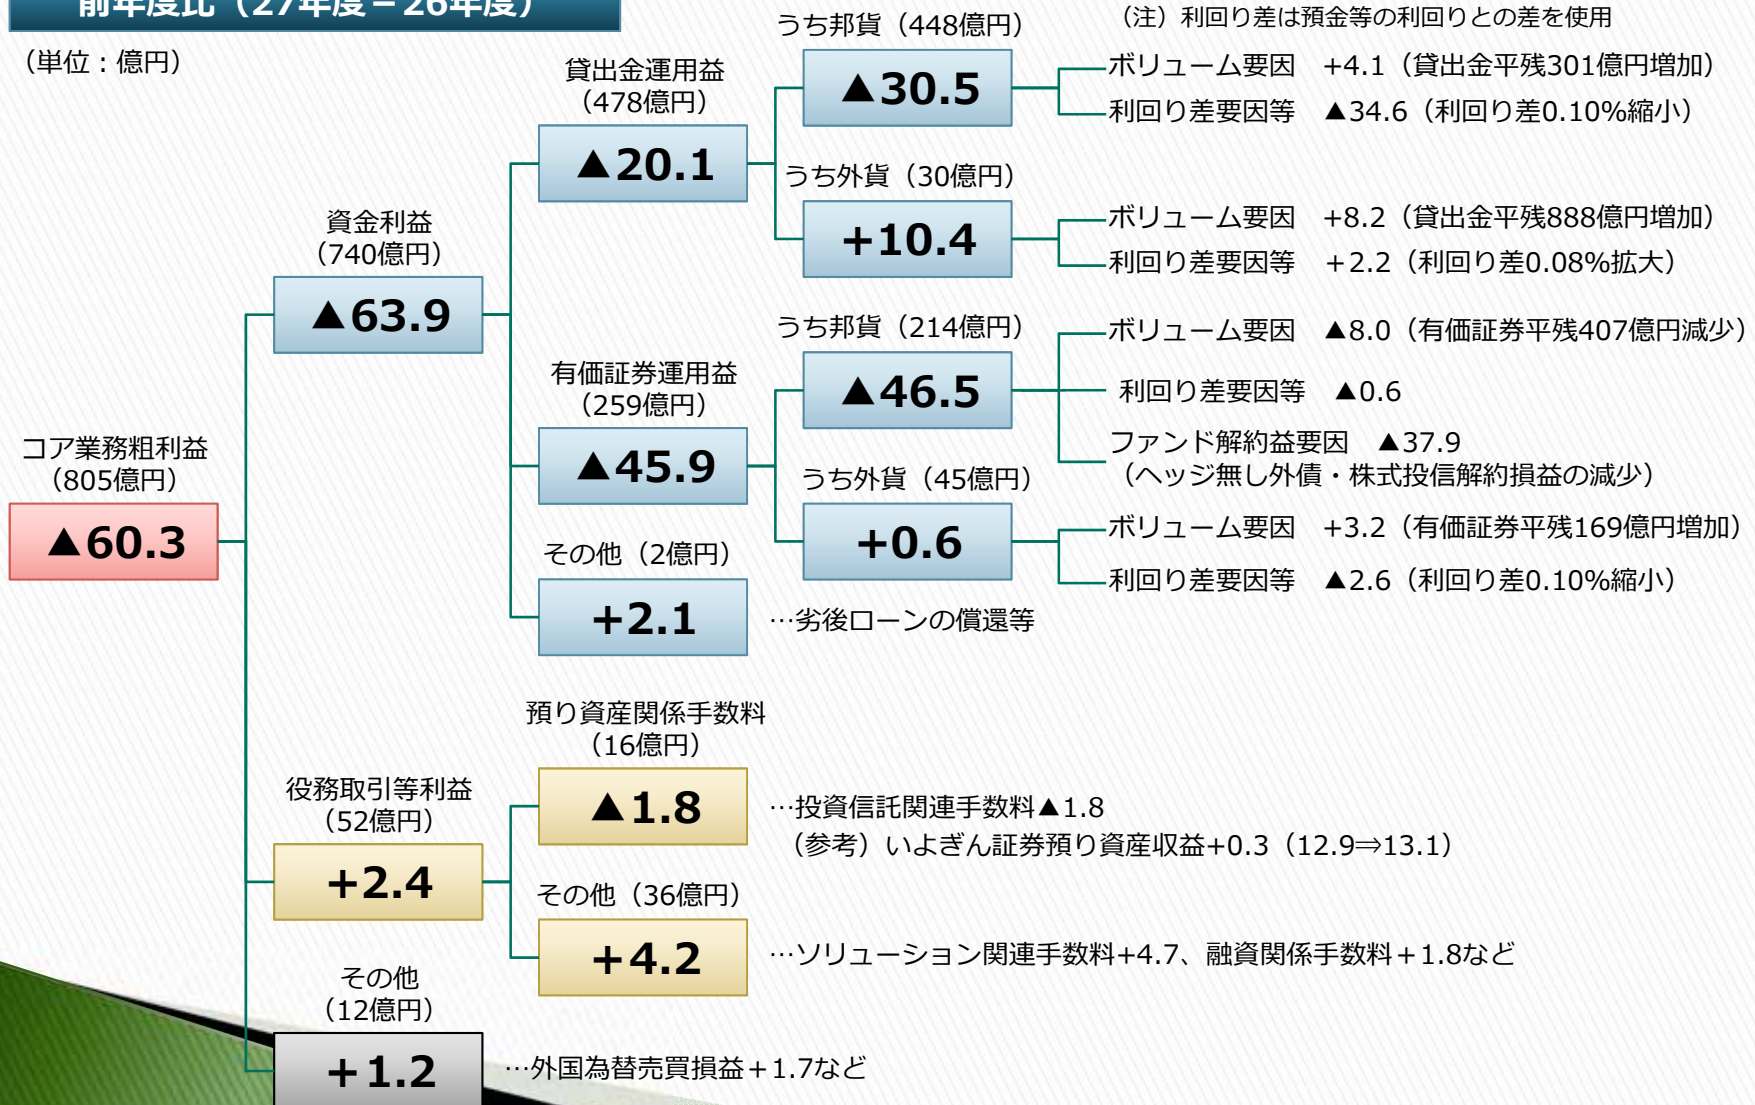 前年度比（27年度－26年度）
（単位：億円）
（注）利回り差は預金等の利回りとの差を使用
コア業務粗利益
（805億円）
▲60.3
資金利益
（740億円）
▲63.9
貸出金運用益
（478億円）
▲20.1
うち邦貨（448億円）
▲30.5
ボリューム要因　+4.1（貸出金平残301億円増加）
利回り差要因等　▲34.6（利回り差0.10%縮小）
うち外貨（30億円）
+10.4
ボリューム要因　+8.2（貸出金平残888億円増加）
利回り差要因等　＋2.2（利回り差0.08%拡大）
有価証券運用益
（259億円）
▲45.9
うち邦貨（214億円）
▲46.5
ボリューム要因　▲8.0（有価証券平残407億円減少）
利回り差要因等　▲0.6
ファンド解約益要因　▲37.9
（ヘッジ無し外債・株式投信解約損益の減少）
うち外貨（45億円）
+0.6
ボリューム要因　+3.2（有価証券平残169億円増加）
利回り差要因等　▲2.6（利回り差0.10%縮小）
その他（2億円）
+2.1
…劣後ローンの償還等
役務取引等利益
（52億円）
+2.4
預り資産関係手数料
（16億円）
▲1.8
…投資信託関連手数料▲1.8
（参考）いよぎん証券預り資産収益+0.3（12.9⇒13.1）
その他（36億円）
+4.2
…ソリューション関連手数料+4.7、融資関係手数料＋1.8など
その他
（12億円）
＋1.2
…外国為替売買損益＋1.7など